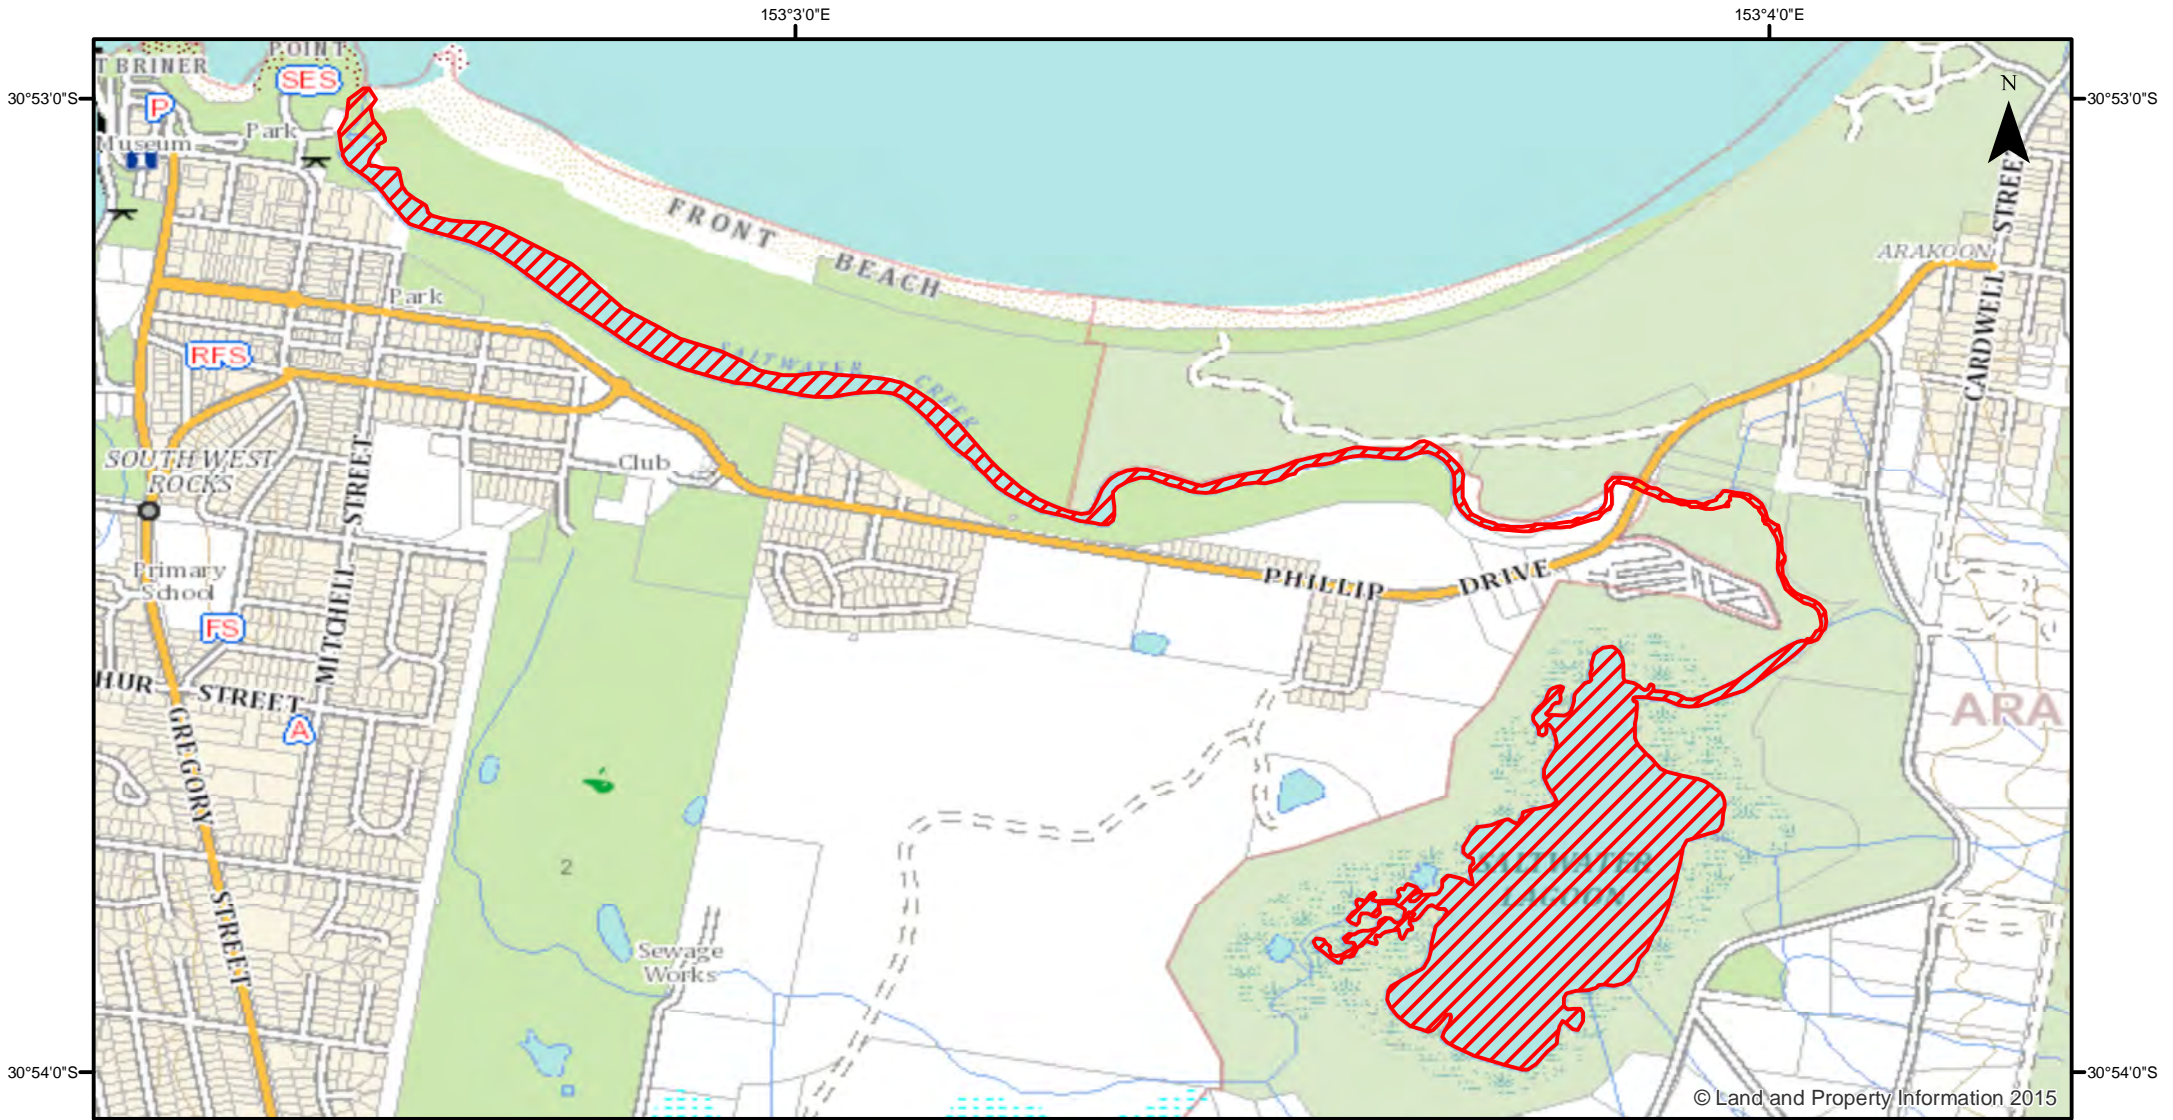 153°3'0"E
153°4'0"E
30°53'0"S
30°53'0"S
POINT
T BRINER
SES
P
Museum
Park
N
FRONT
BEACH
STREET
ARAKOON
CARDWELL
Park
RFS
SALTWATER
CREEK
SOUTH WEST
ROCKS
Club
MITCHELL STREET
Primary
School
FS
PHILLIP
DRIVE
HUR
STREET
A
GREGORY
STREET
ARA
2
SALTWATER
LAGOON
Sewage
Works
30°54'0"S
30°54'0"S
© Land and Property Information 2015